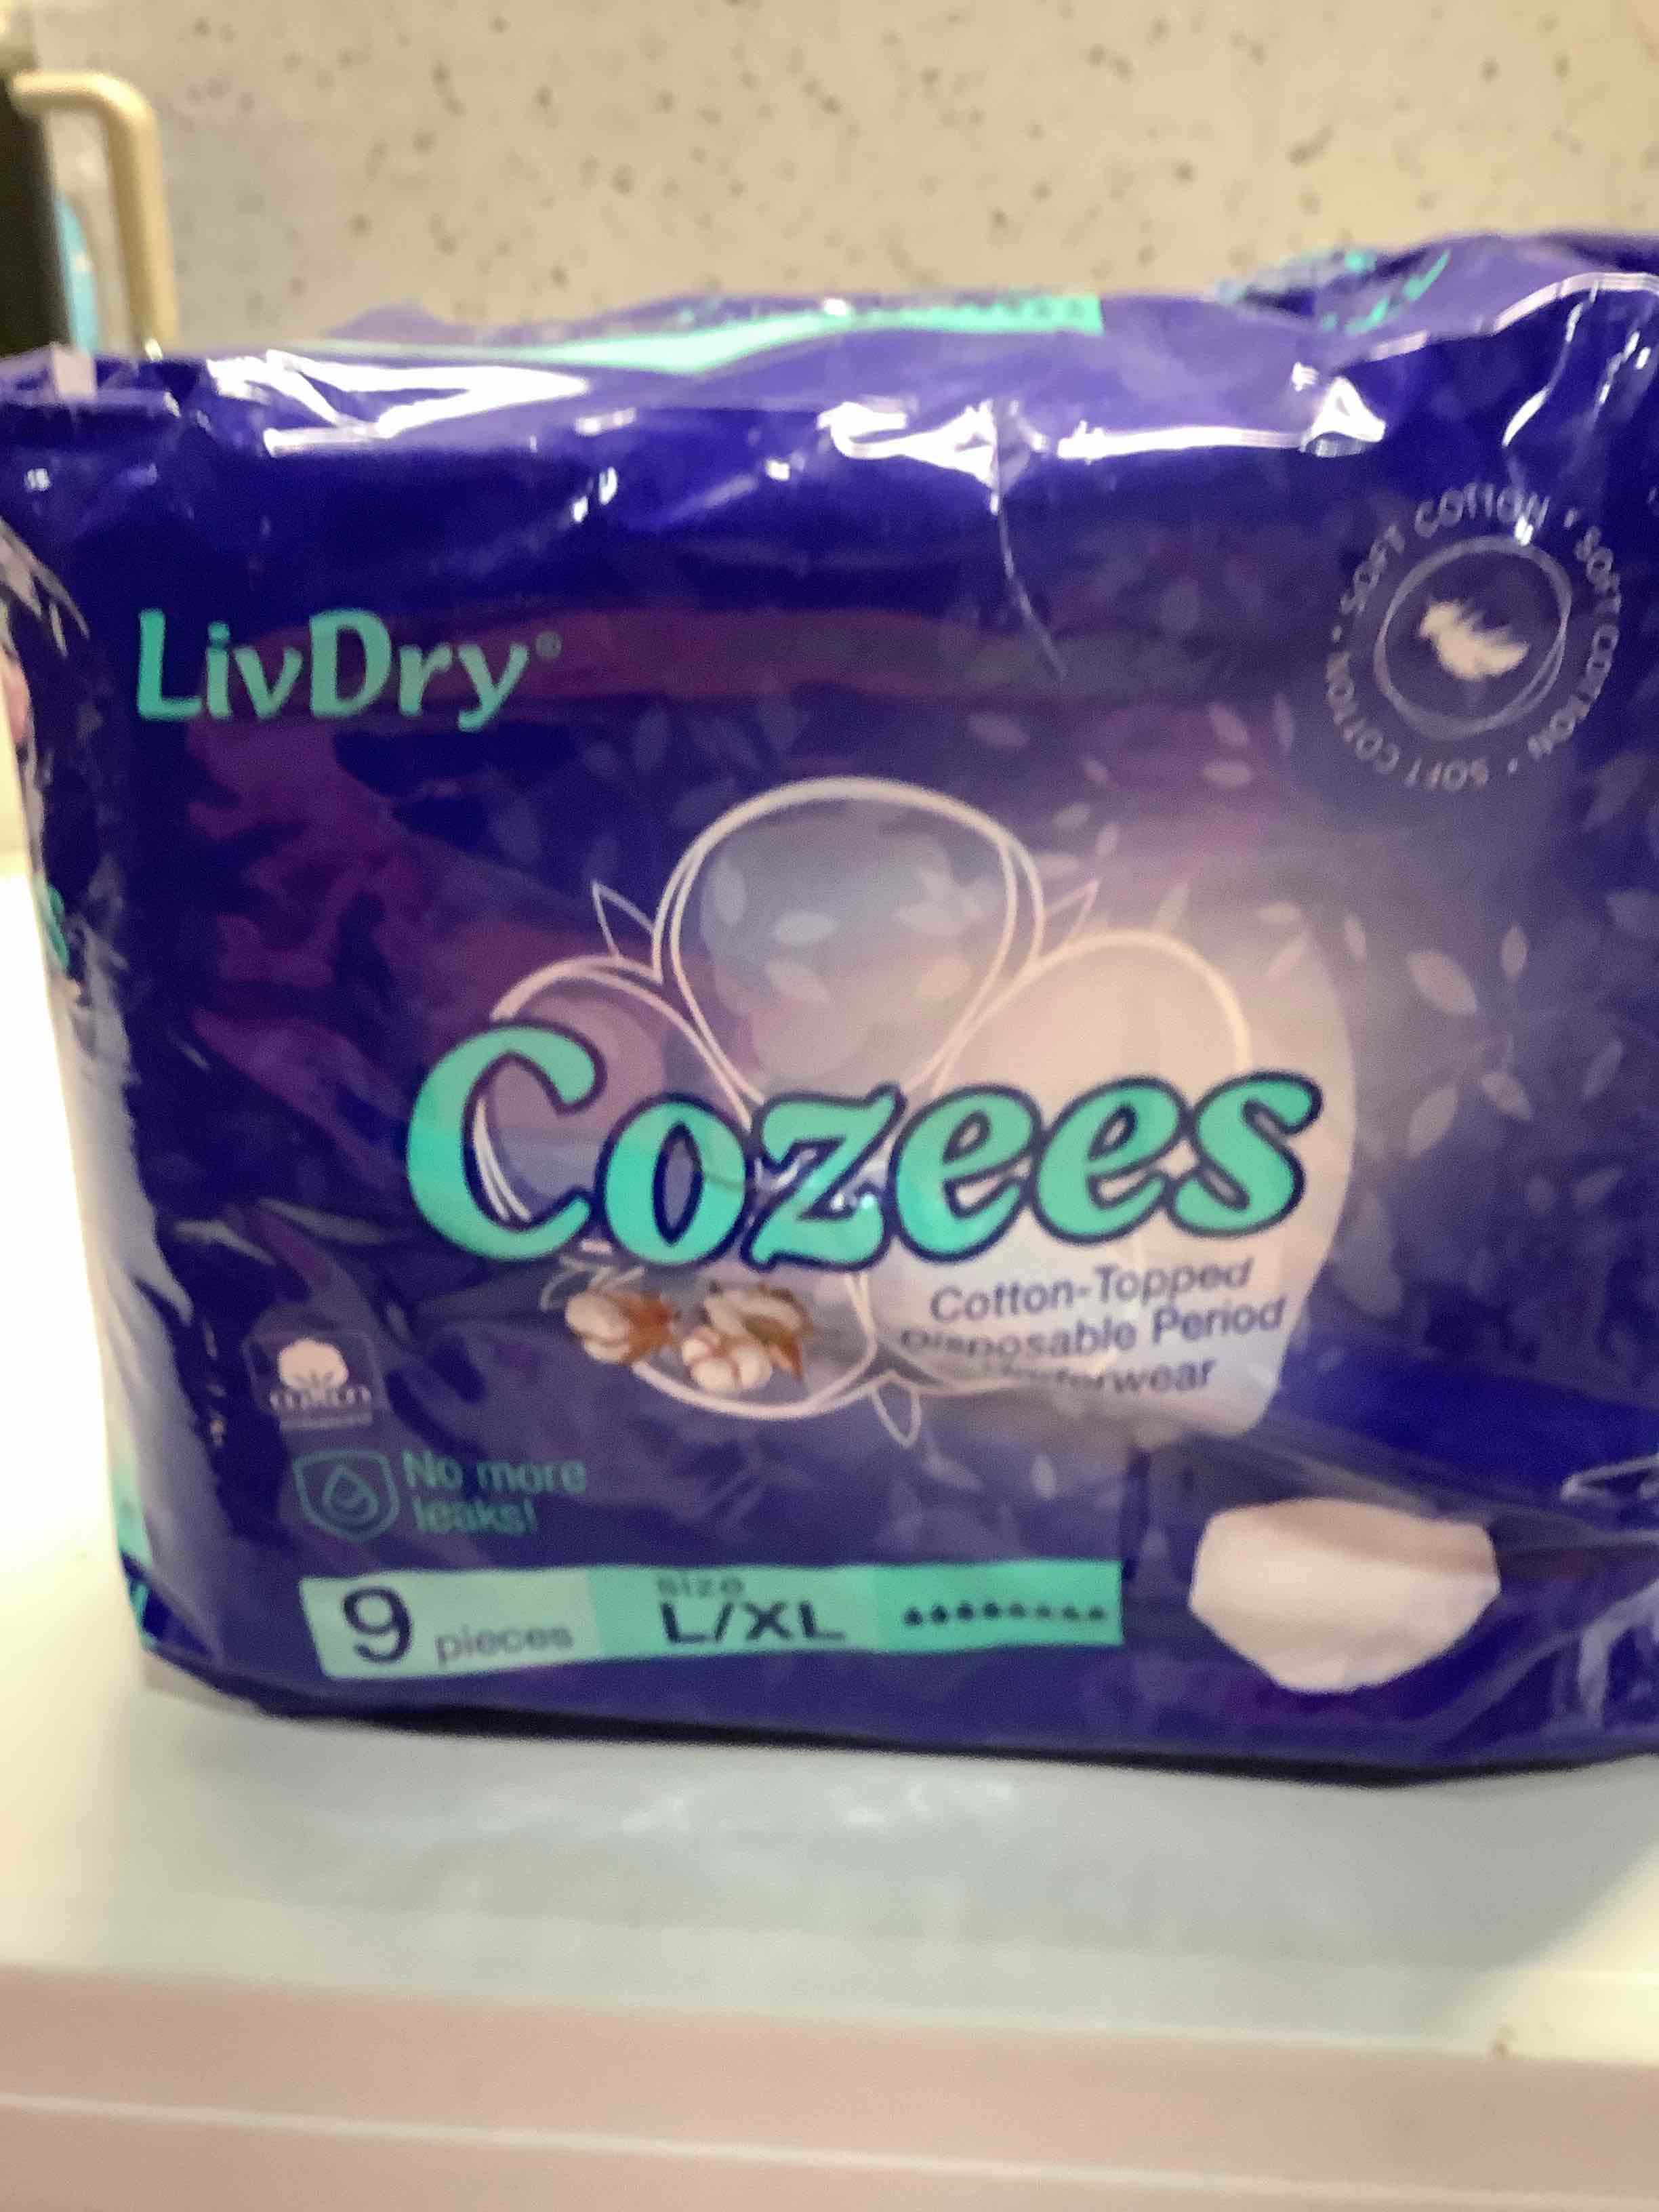 LivDry®
SOFT COTTON • SOFT COTTON • SOFT COTTON •
Cozees
Cotton-Topped
Disposable Period
Underwear
No more
leaks!
9 pieces
size
L/XL